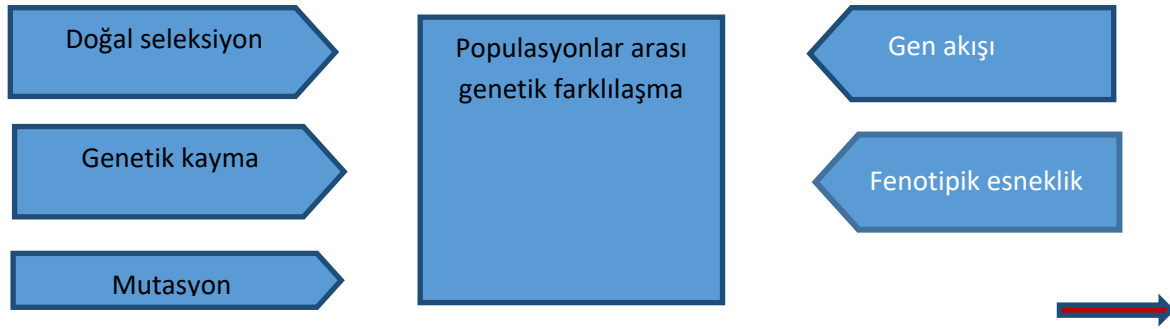 Doğal seleksiyon
Genetik kayma
Mutasyon
Populasyonlar arası
genetik farklılaşma
Gen akışı
Fenotipik esneklik